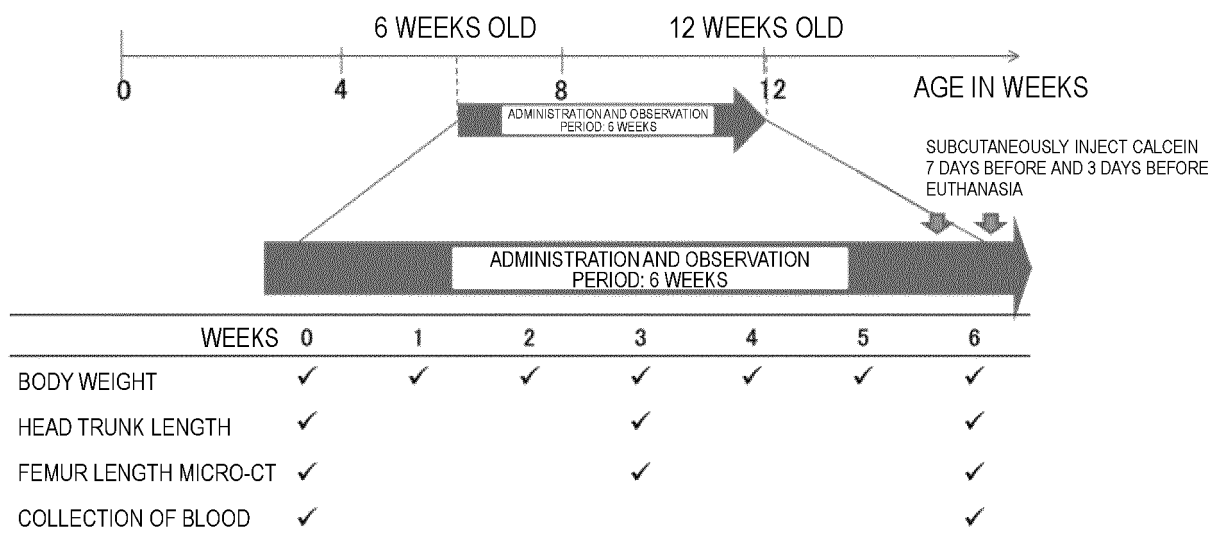 6 WEEKS OLD 12 WEEKS OLD
0 4 8 12 AGE IN WEEKS
ADMINISTRATION AND OBSERVATION
PERIOD: 6 WEEKS
SUBCUTANEOUSLY INJECT CALCEIN
7 DAYS BEFORE AND 3 DAYS BEFORE
EUTHANASIA
ADMINISTRATION AND OBSERVATION
PERIOD: 6 WEEKS
WEEKS 0 1 2 3 4 5 6
BODY WEIGHT ✓ ✓ ✓ ✓ ✓ ✓ ✓
HEAD TRUNK LENGTH ✓ ✓ ✓
FEMUR LENGTH MICRO-CT ✓ ✓ ✓
COLLECTION OF BLOOD ✓ ✓